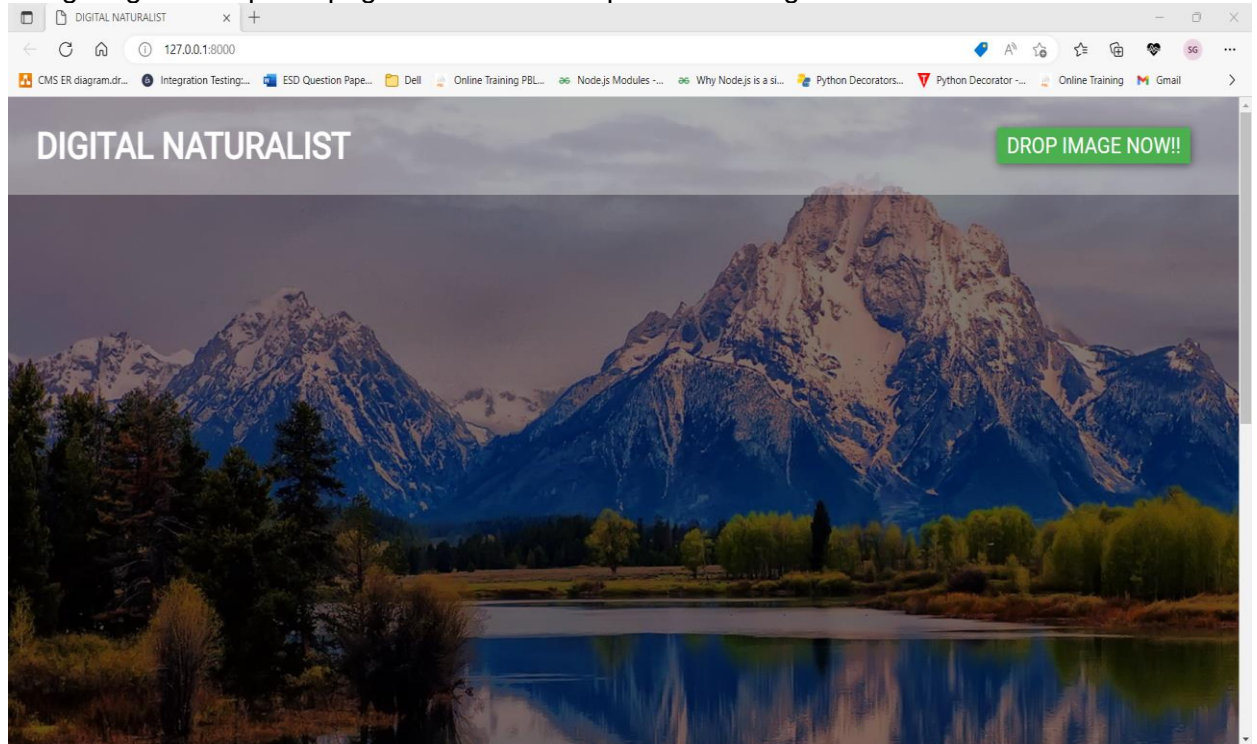 DIGITAL NATURALIST
127.0.0.1:8000
SG
CMS ER diagram.dr...
Integration Testing:...
ESD Question Pape...
Dell
Online Training PBL...
Node.js Modules -...
Why Node.js is a si...
Python Decorators...
Python Decorator -...
Online Training
Gmail
DIGITAL NATURALIST
DROP IMAGE NOW!!